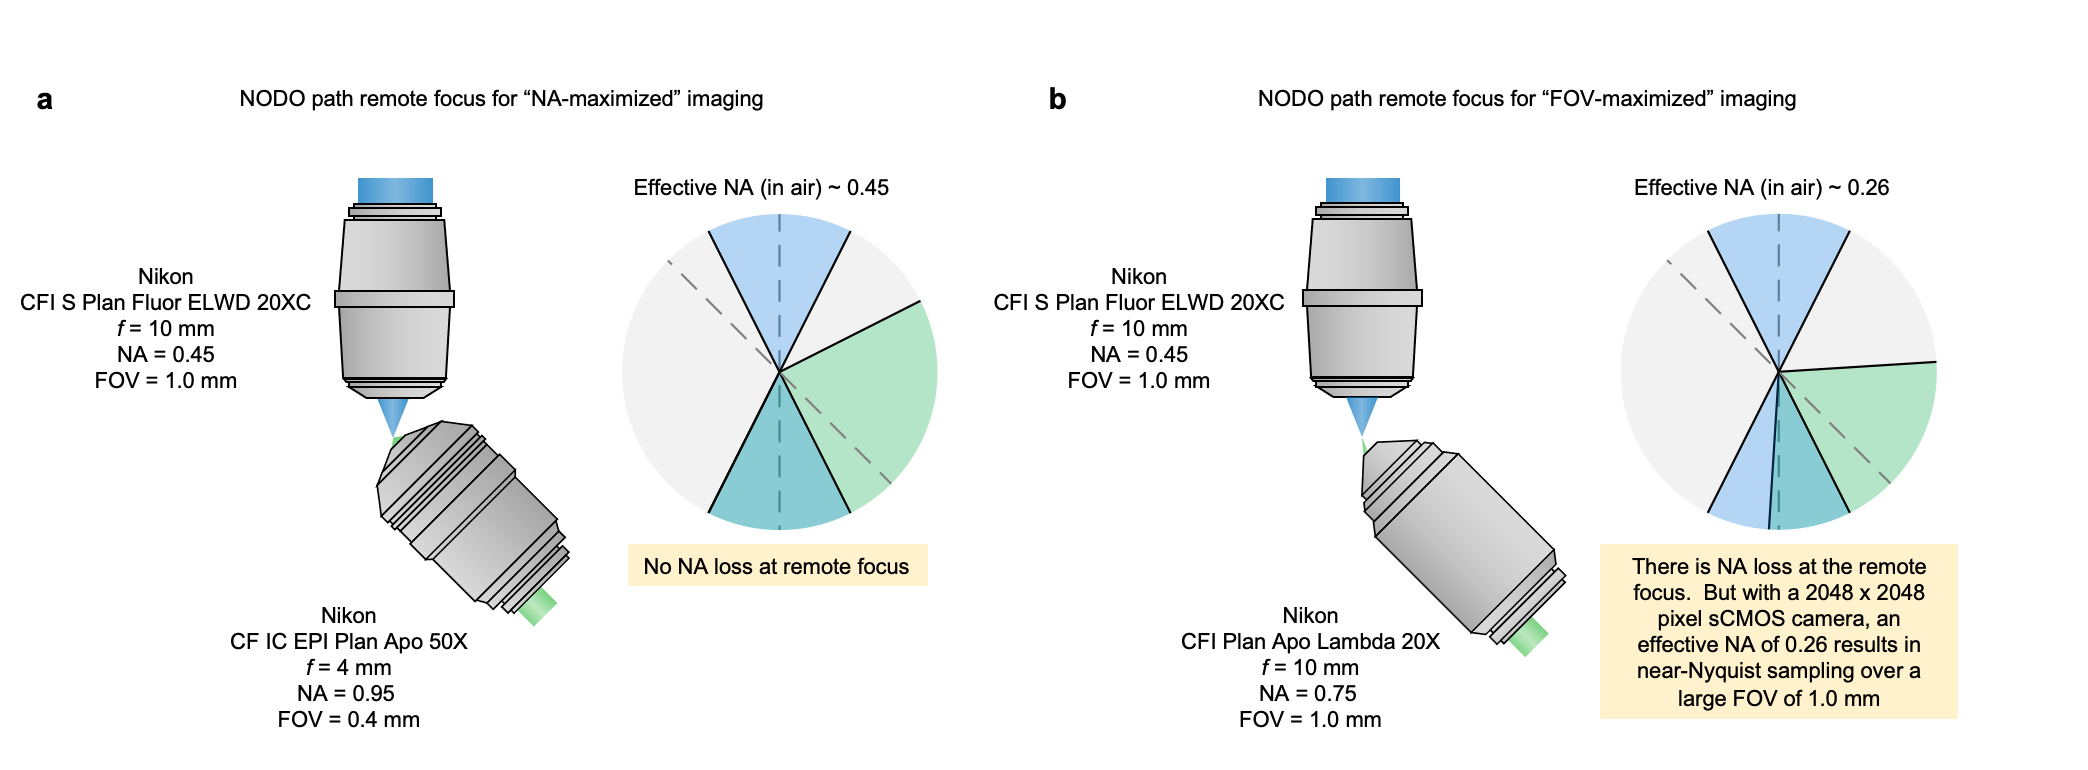 a
NODO path remote focus for “NA-maximized” imaging
Effective NA (in air) ~ 0.45
Nikon
CFI S Plan Fluor ELWD 20XC
f = 10 mm
NA = 0.45
FOV = 1.0 mm
No NA loss at remote focus
Nikon
CF IC EPI Plan Apo 50X
f = 4 mm
NA = 0.95
FOV = 0.4 mm
b
NODO path remote focus for “FOV-maximized” imaging
Effective NA (in air) ~ 0.26
Nikon
CFI S Plan Fluor ELWD 20XC
f = 10 mm
NA = 0.45
FOV = 1.0 mm
Nikon
CFI Plan Apo Lambda 20X
f = 10 mm
NA = 0.75
FOV = 1.0 mm
There is NA loss at the remote
focus. But with a 2048 x 2048
pixel sCMOS camera, an
effective NA of 0.26 results in
near-Nyquist sampling over a
large FOV of 1.0 mm